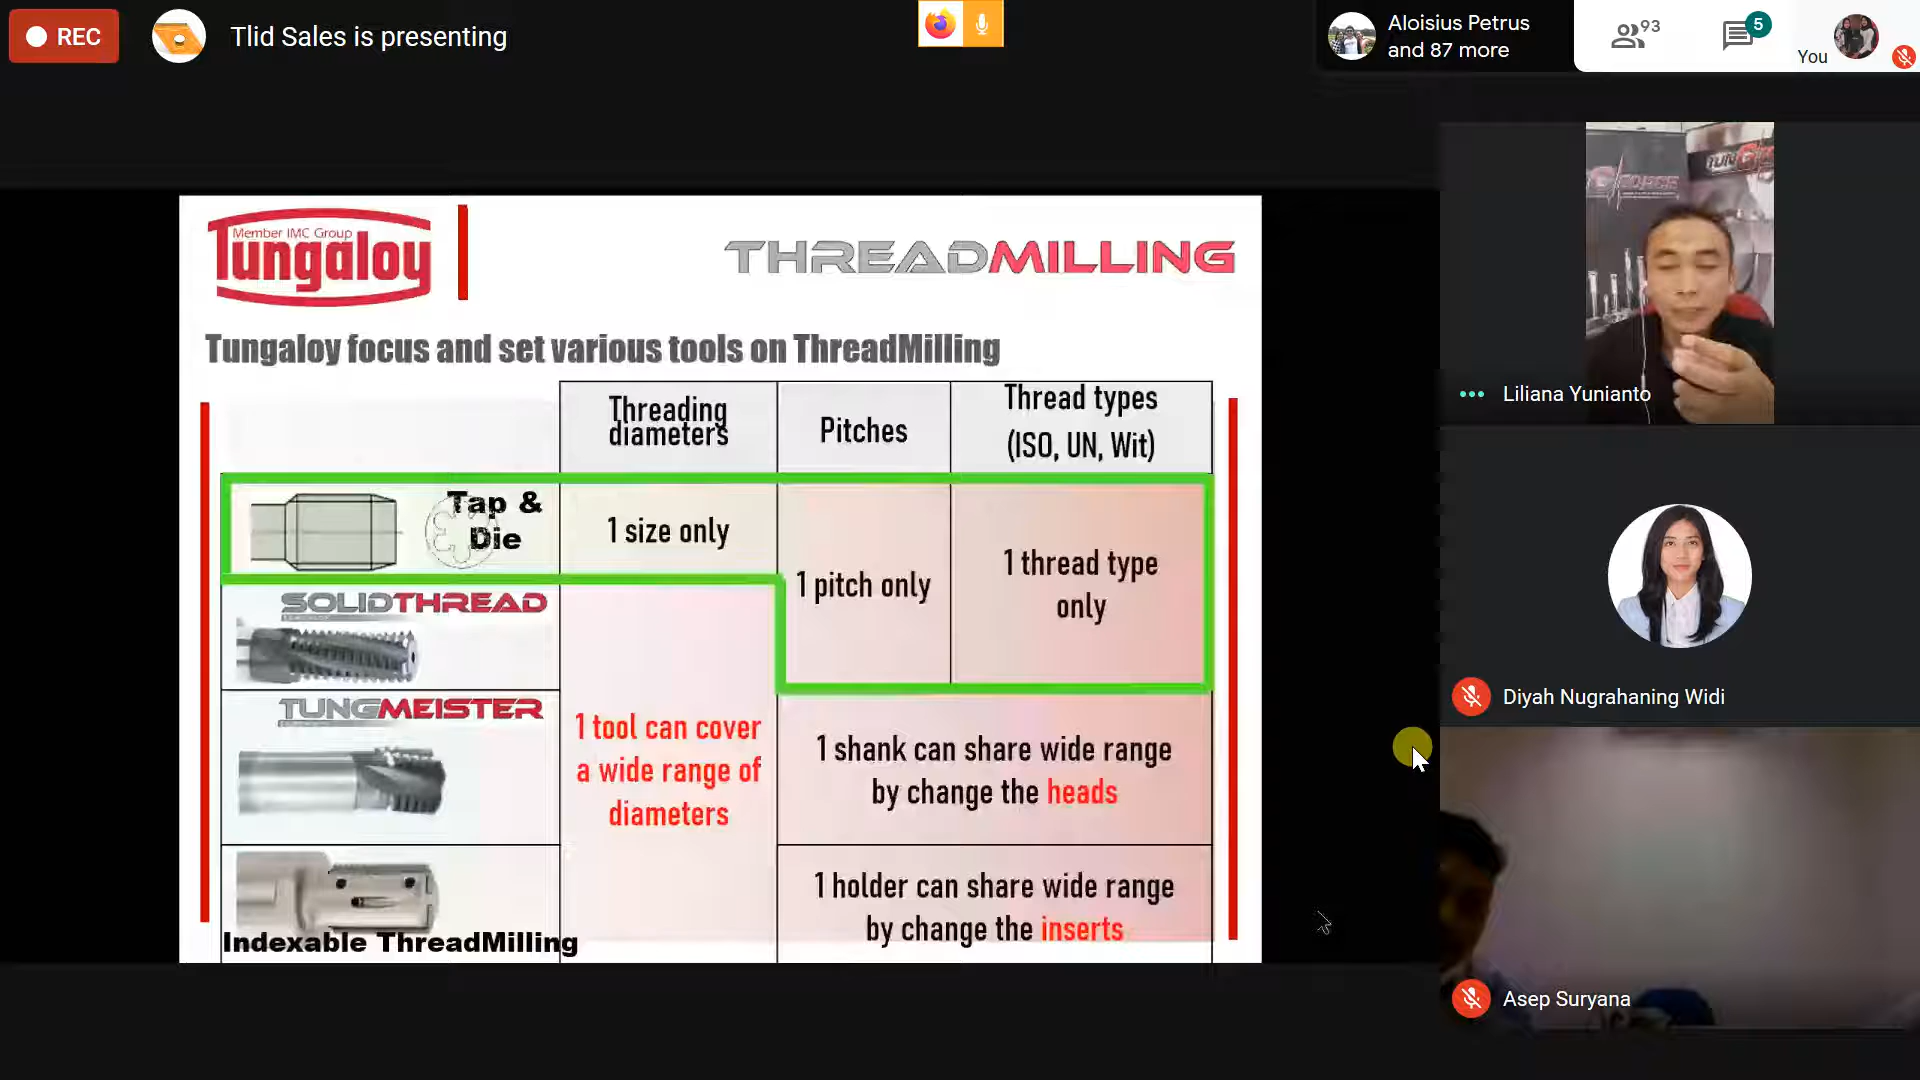 REC
Tlid Sales is presenting
Aloisius Petrus
and 87 more
93
5
You
Member IMC Group
Tungaloy
THREADMILLING
Tungaloy focus and set various tools on ThreadMilling
Threading
diameters
Pitches
Thread types
(ISO, UN, Wit)
Tap &
Die
1 size only
1 pitch only
1 thread type
only
SOLIDTHREAD
TUNGMEISTER
1 tool can cover
a wide range of
diameters
1 shank can share wide range
by change the heads
1 holder can share wide range
by change the inserts
Indexable ThreadMilling
Liliana Yunianto
Diyah Nugrahaning Widi
Asep Suryana